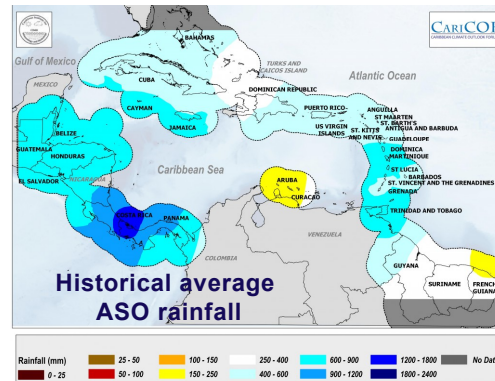 CARICOF
CARIBBEAN CLIMATE OUTLOOK FORUM
BAHAMAS
Gulf of Mexico
TURKS AND
CAICOS ISLAND
Atlantic Ocean
MEXICO
CUBA
DOMINICAN REPUBLIC
CAYMAN
PUERTO RICO
ANGUILLA
ST MAARTEN
ST. BARTH'S
JAMAICA
US VIRGIN
ISLANDS
ST. KITTS
AND NEVIS
ANTIGUA AND BARBUDA
BELIZE
GUADELOUPE
GUATEMALA
HONDURAS
DOMINICA
MARTINIQUE
Caribbean Sea
ST LUCIA
BARBADOS
EL SALVADOR
NICARAGUA
ARUBA
ST. VINCENT AND THE GRENADINES
CURACAO
GRENADA
COSTA RICA
PANAMA
TRINIDAD AND TOBAGO
VENEZUELA
COLOMBIA
GUYANA
SURINAME
FRENCH
GUIANA
Historical average
ASO rainfall
Rainfall (mm)
0 - 25
25 - 50
50 - 100
100 - 150
150 - 250
250 - 400
400 - 600
600 - 900
900 - 1200
1200 - 1800
1800 - 2400
No Dat